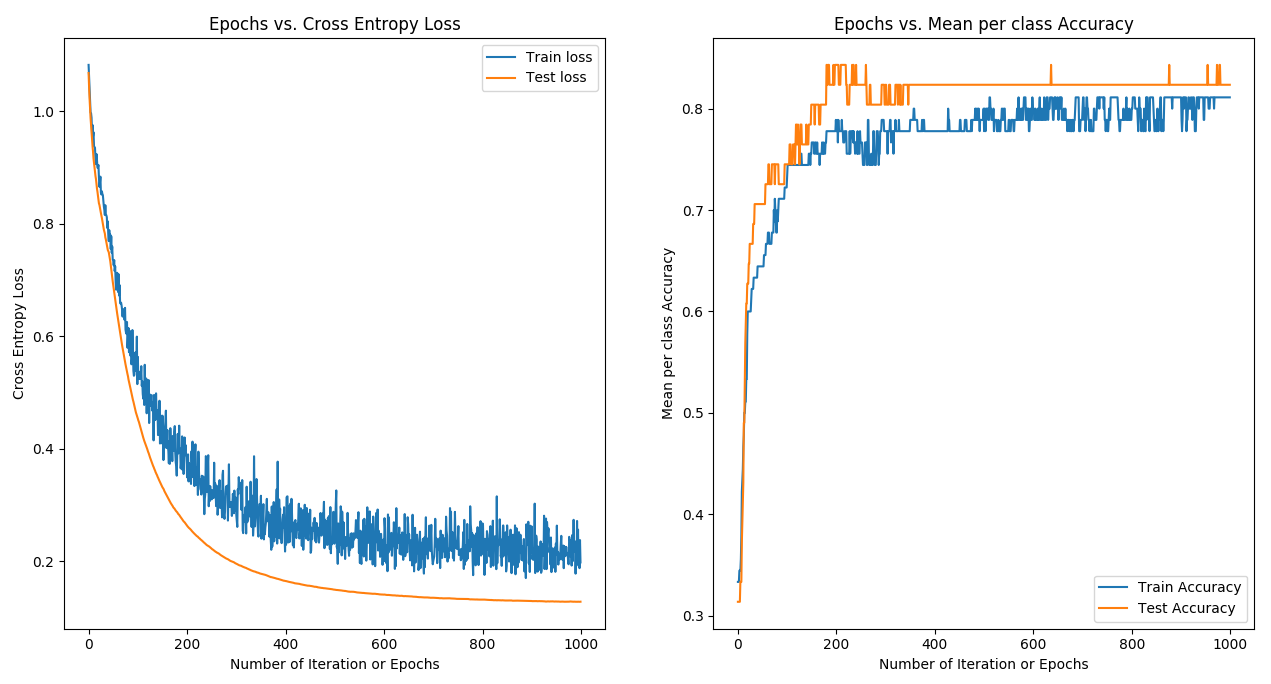 Epochs vs. Cross Entropy Loss
Train loss
Test loss
1.0
0.8
0.6
0.4
0.2
Cross Entropy Loss
0 200 400 600 800 1000
Number of Iteration or Epochs
Epochs vs. Mean per class Accuracy
0.8
0.7
0.6
0.5
0.4
0.3
Mean per class Accuracy
Train Accuracy
Test Accuracy
0 200 400 600 800 1000
Number of Iteration or Epochs